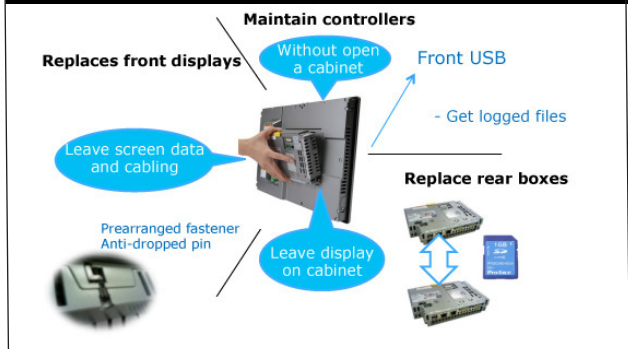 Maintain controllers
Replaces front displays
Without open
a cabinet
Front USB
- Get logged files
Leave screen data
and cabling
Replace rear boxes
Prearranged fastener
Anti-dropped pin
Leave display
on cabinet
1GB